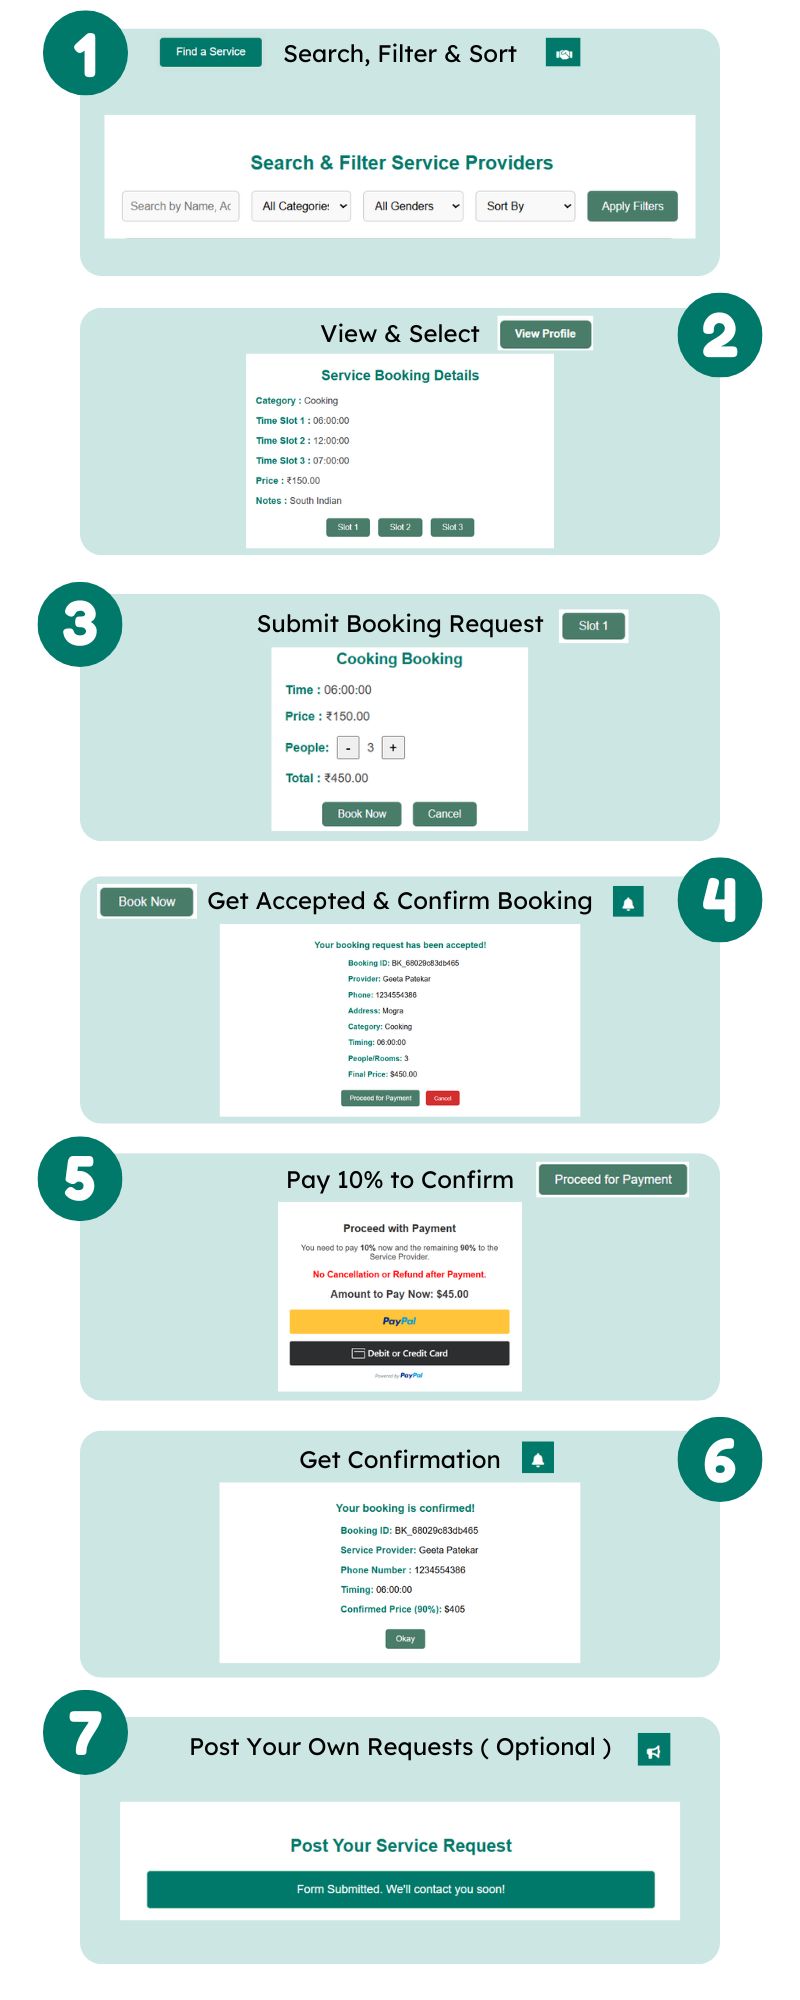 1
Find a Service
Search, Filter & Sort
Search & Filter Service Providers
Search by Name, Ac
All Categories
All Genders
Sort By
Apply Filters
2
View & Select
View Profile
Service Booking Details
Category : Cooking
Time Slot 1 : 06:00:00
Time Slot 2 : 12:00:00
Time Slot 3 : 07:00:00
Price : ₹150.00
Notes : South Indian
Slot 1
Slot 2
Slot 3
3
Submit Booking Request
Slot 1
Cooking Booking
Time : 06:00:00
Price : ₹150.00
People: - 3 +
Total : ₹450.00
Book Now
Cancel
4
Book Now
Get Accepted & Confirm Booking
Your booking request has been accepted!
Booking ID: BK_68029c83db465
Provider: Geeta Patekar
Phone: 1234554386
Address: Mogra
Category: Cooking
Timing: 06:00:00
People/Rooms: 3
Final Price: $450.00
Proceed for Payment
Cancel
5
Pay 10% to Confirm
Proceed for Payment
Proceed with Payment
You need to pay 10% now and the remaining 90% to the
Service Provider.
No Cancellation or Refund after Payment.
Amount to Pay Now: $45.00
PayPal
Debit or Credit Card
Powered by PayPal
6
Get Confirmation
Your booking is confirmed!
Booking ID: BK_68029c83db465
Service Provider: Geeta Patekar
Phone Number : 1234554386
Timing: 06:00:00
Confirmed Price (90%): $405
Okay
7
Post Your Own Requests ( Optional )
Post Your Service Request
Form Submitted. We'll contact you soon!